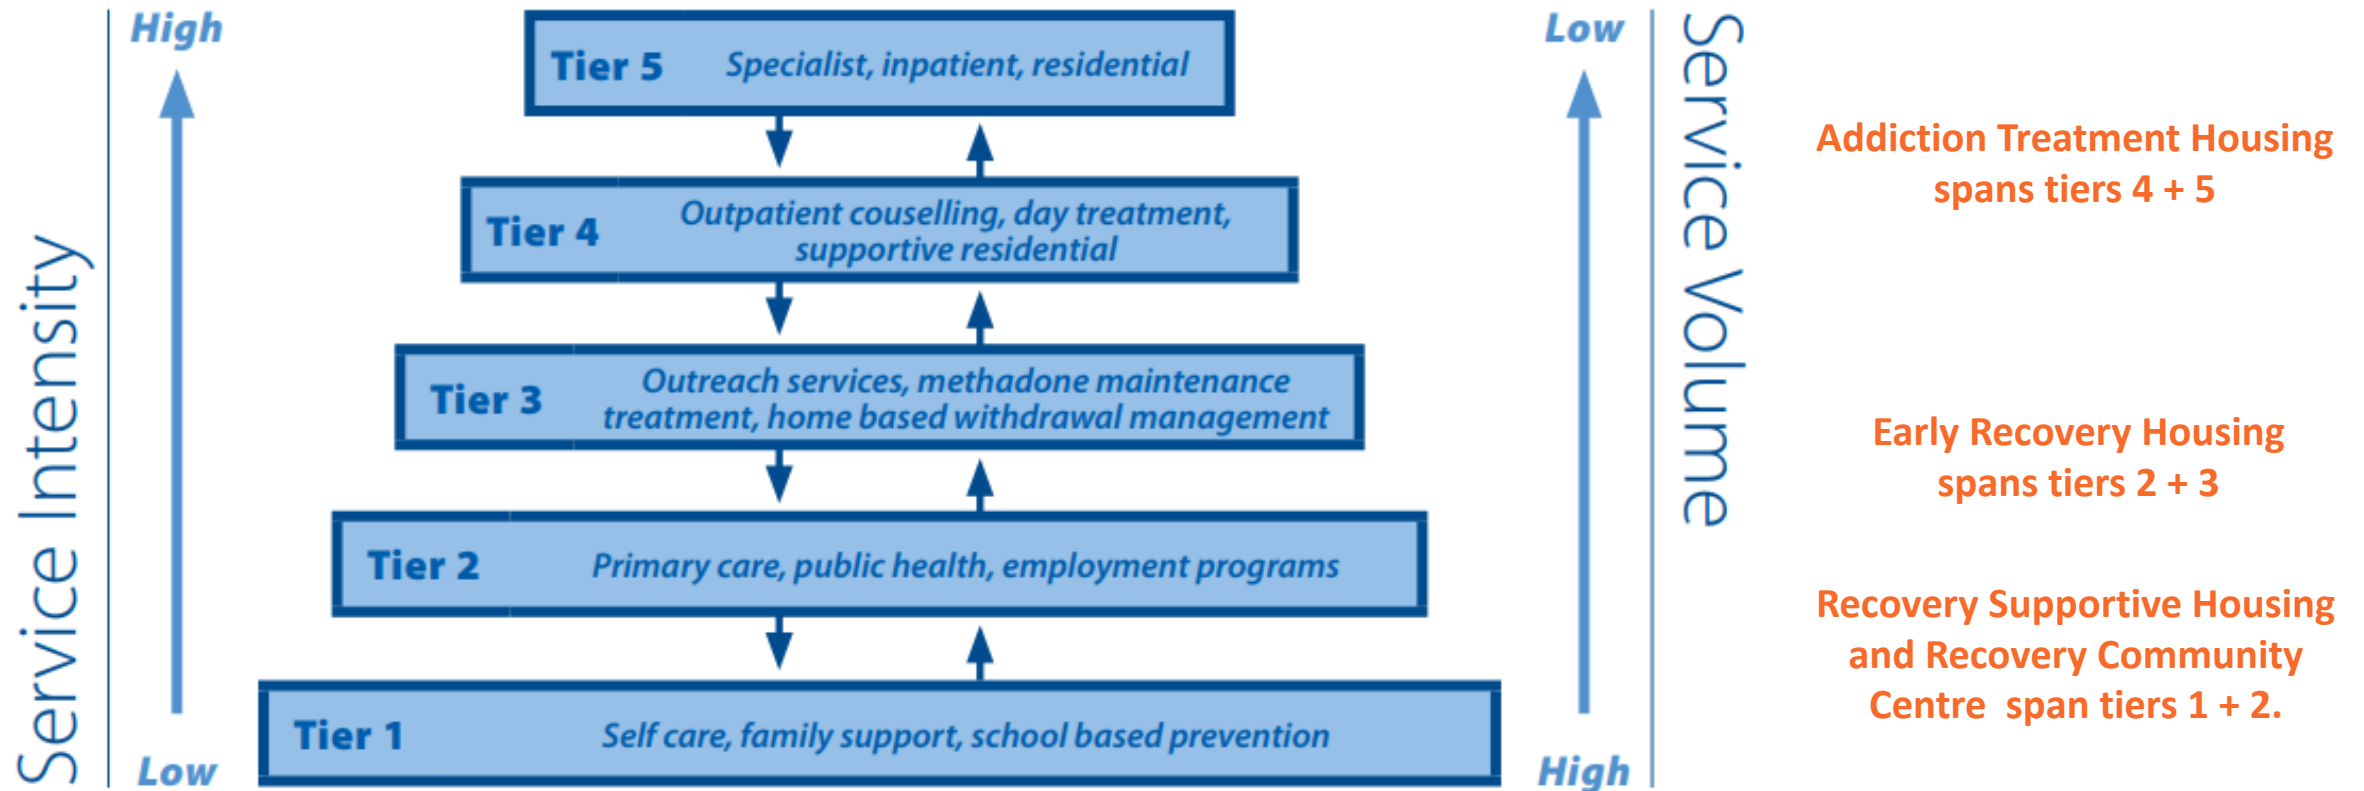 Service Intensity
High
Low
Tier 5 Specialist, inpatient, residential
Tier 4 Outpatient couselling, day treatment,
supportive residential
Tier 3 Outreach services, methadone maintenance
treatment, home based withdrawal management
Tier 2 Primary care, public health, employment programs
Tier 1 Self care, family support, school based prevention
Low
High
Service Volume
Addiction Treatment Housing
spans tiers 4 + 5
Early Recovery Housing
spans tiers 2 + 3
Recovery Supportive Housing
and Recovery Community
Centre span tiers 1 + 2.